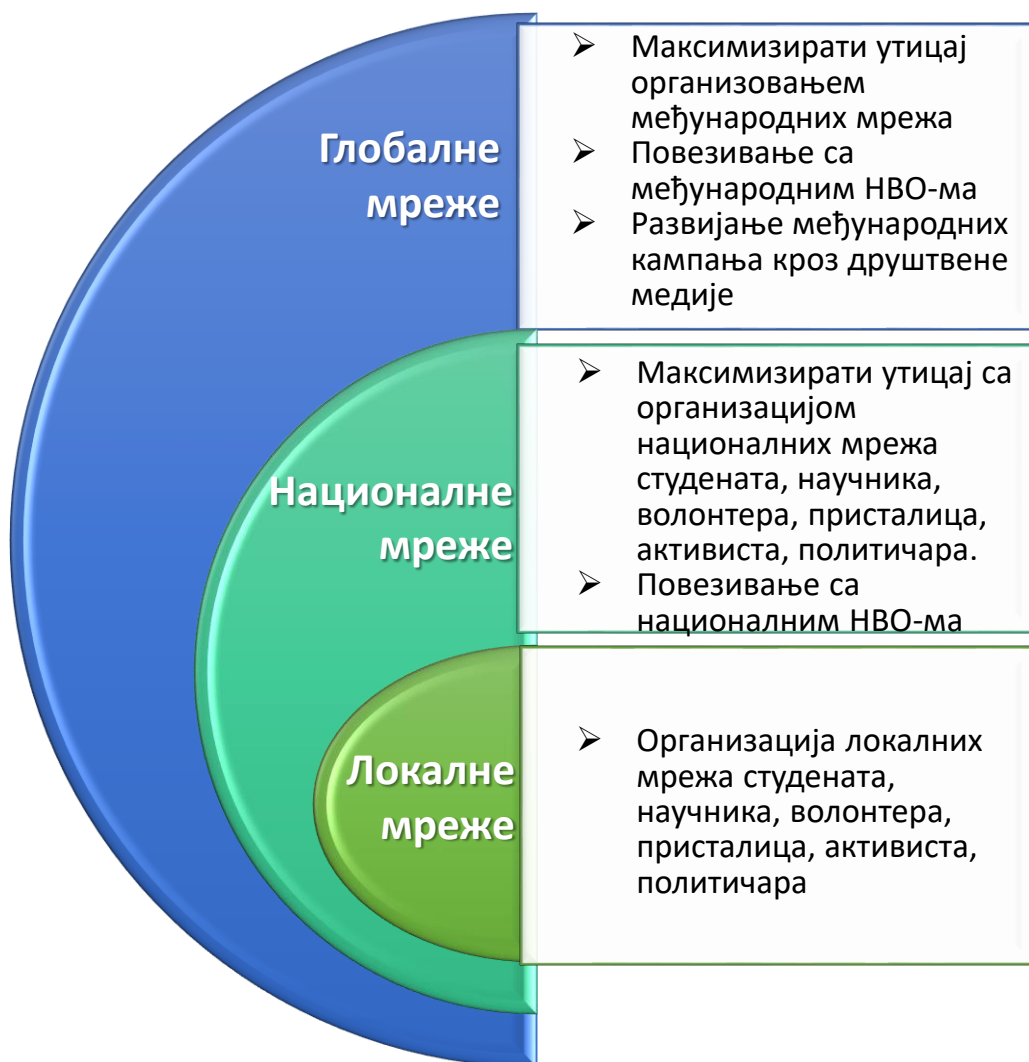 Глобалне
мреже
➢ Максимизирати утицај
организовањем
међународних мрежа
➢ Повезивање са
међународним НВО-ма
➢ Развијање међународних
кампања кроз друштвене
медије
Националне
мреже
➢ Максимизирати утицај са
организацијом
националних мрежа
студената, научника,
волонтера, присталица,
активиста, политичара.
➢ Повезивање са
националним НВО-ма
Локалне
мреже
➢ Организација локалних
мрежа студената,
научника, волонтера,
присталица, активиста,
политичара